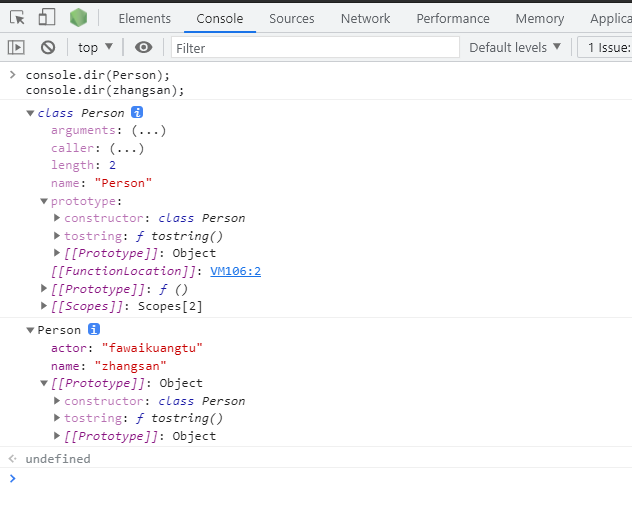 Elements Console Sources Network Performance Memory Applica
top Filter Default levels 1 Issue:
console.dir(Person);
console.dir(zhangsan);
class Person i
arguments: (...)
caller: (...)
length: 2
name: "Person"
prototype:
constructor: class Person
tostring: ƒ tostring()
[[Prototype]]: Object
[[FunctionLocation]]: VM106:2
[[Prototype]]: ƒ ()
[[Scopes]]: Scopes[2]
Person i
actor: "fawaikuangtu"
name: "zhangsan"
[[Prototype]]: Object
constructor: class Person
tostring: ƒ tostring()
[[Prototype]]: Object
undefined